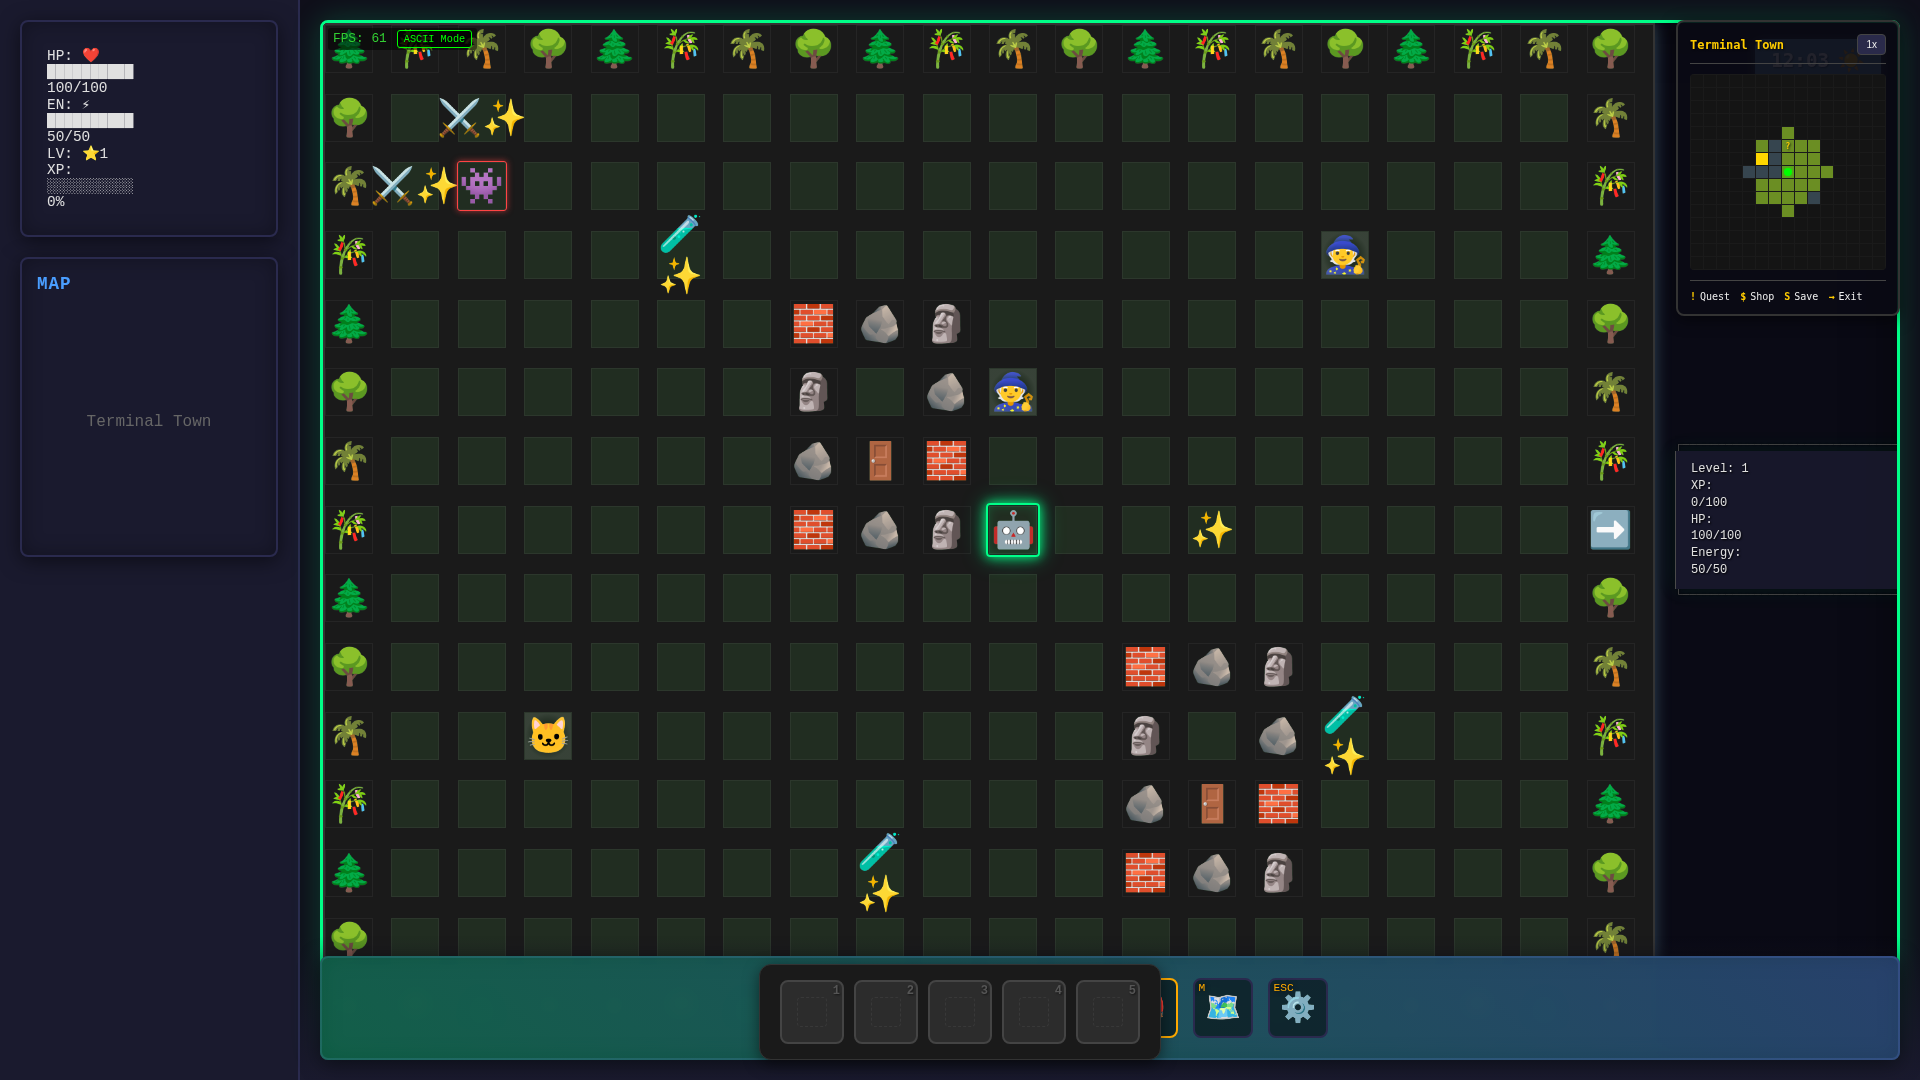 HP: ❤️
100/100
EN: ⚡
50/50
LV: ⭐1
XP:
0%
MAP
Terminal Town
FPS: 61
ASCII Mode
Terminal Town
1x
12:03
?
! Quest $ Shop S Save → Exit
Level: 1
XP:
0/100
HP:
100/100
Energy:
50/50
1
2
3
4
5
M
ESC